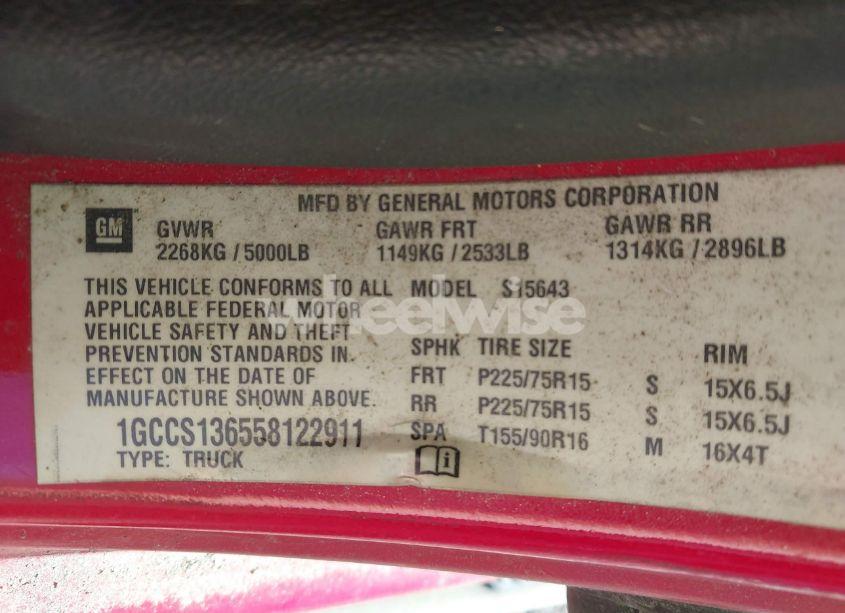 MFD BY GENERAL MOTORS CORPORATION
GM
GVWR GAWR FRT GAWR RR
2268KG / 5000LB 1149KG / 2533LB 1314KG / 2896LB
THIS VEHICLE CONFORMS TO ALL
APPLICABLE FEDERAL MOTOR
VEHICLE SAFETY AND THEFT
PREVENTION STANDARDS IN
EFFECT ON THE DATE OF
MANUFACTURE SHOWN ABOVE.
1GCCS136558122911
TYPE: TRUCK
MODEL S15643
SPHK TIRE SIZE RIM
FRT P225/75R15 S 15X6.5J
RR P225/75R15 S 15X6.5J
SPA T155/90R16 M 16X4T
wheelwise